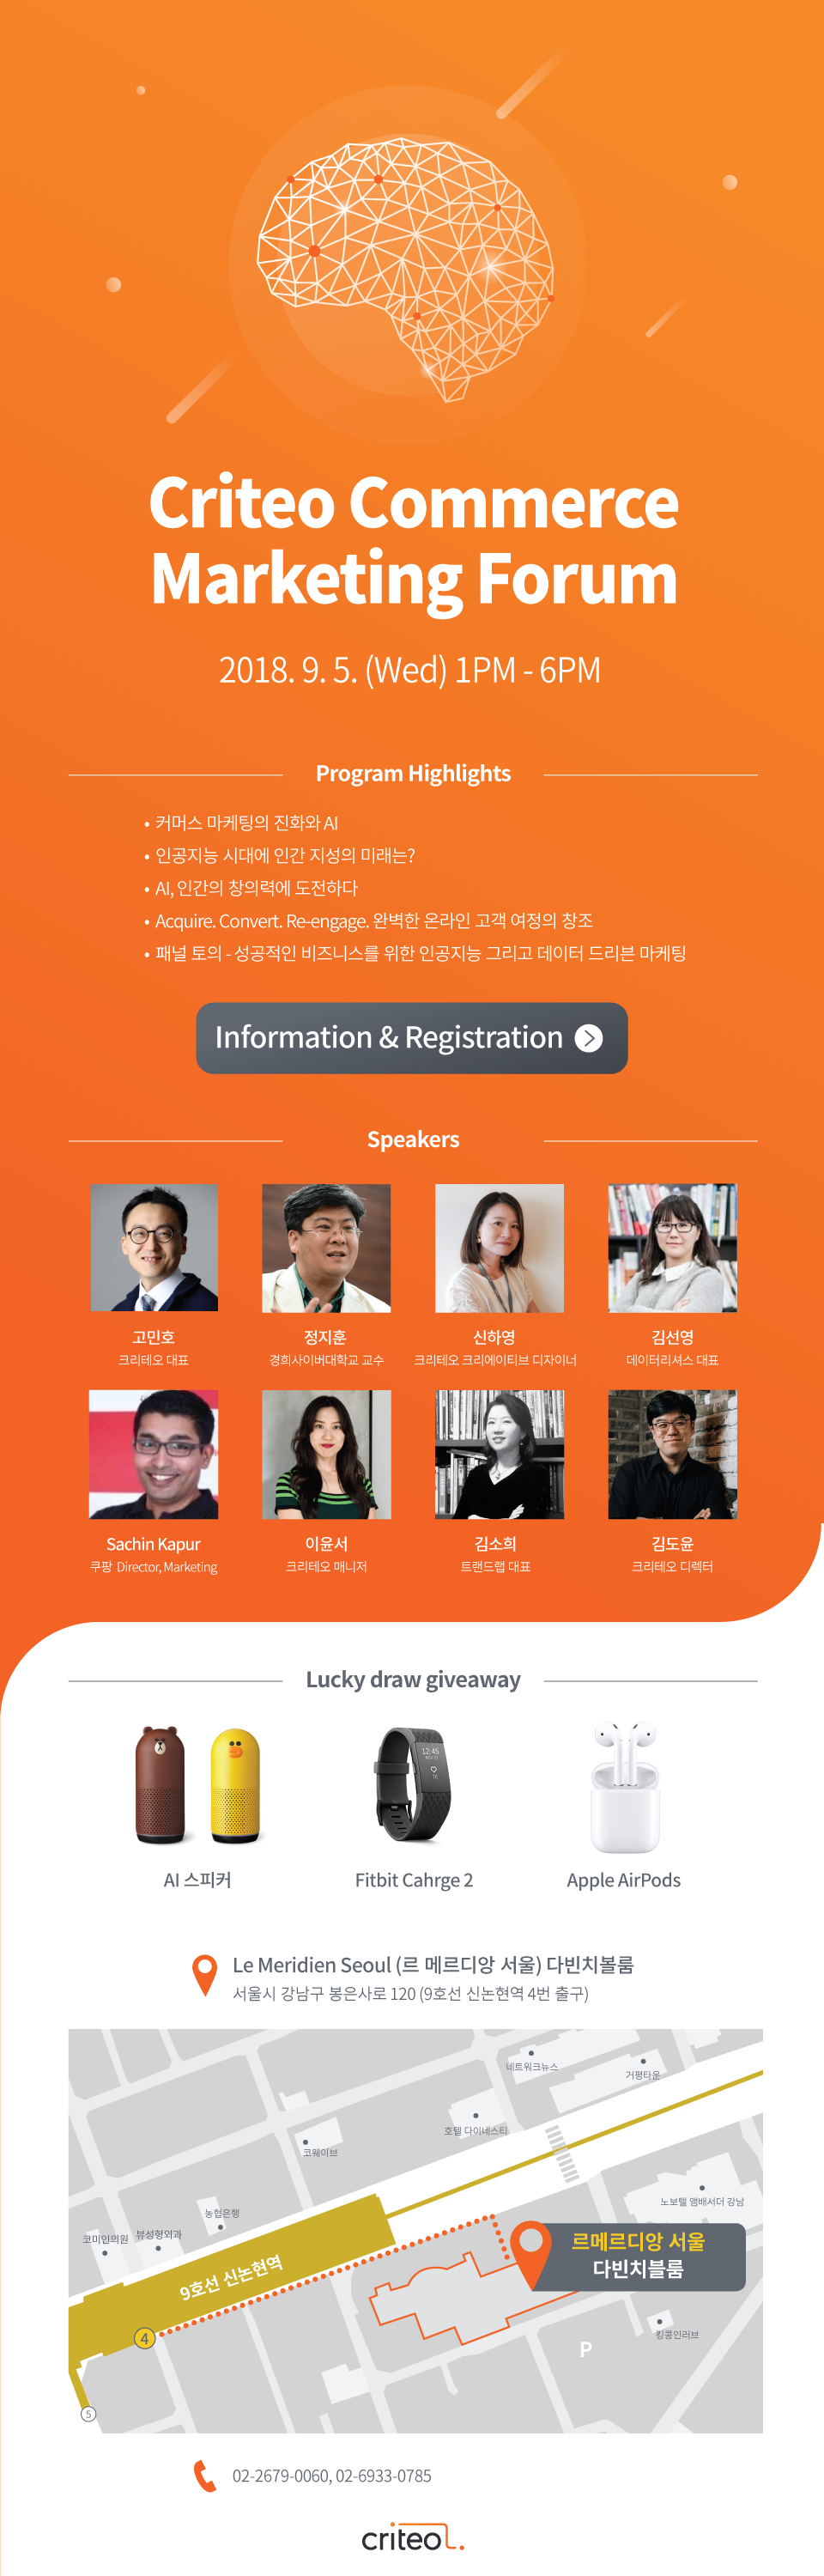 Criteo Commerce
Marketing Forum
2018. 9. 5. (Wed) 1PM - 6PM
Program Highlights
• 커머스 마케팅의 진화와 AI
• 인공지능 시대에 인간 지성의 미래는?
• AI, 인간의 창의력에 도전하다
• Acquire. Convert. Re-engage. 완벽한 온라인 고객 여정의 창조
• 패널 토의 - 성공적인 비즈니스를 위한 인공지능 그리고 데이터 드리븐 마케팅
Information & Registration
Speakers
고민호
크리테오 대표
정지훈
경희사이버대학교 교수
신하영
크리테오 크리에이티브 디자이너
김선영
데이터리셔스 대표
Sachin Kapur
쿠팡 Director, Marketing
이윤서
크리테오 매니저
김소희
트랜드랩 대표
김도윤
크리테오 디렉터
Lucky draw giveaway
12:45
AI 스피커
Fitbit Cahrge 2
Apple AirPods
Le Meridien Seoul (르 메르디앙 서울) 다빈치볼룸
서울시 강남구 봉은사로 120 (9호선 신논현역 4번 출구)
네트워크뉴스
거평타운
호텔 다이네스티
코웨이브
노보텔 앰배서더 강남
농협은행
뷰성형외과
코미인의원
르메르디앙 서울
다빈치블룸
9호선 신논현역
킹콩인러브
4
P
5
02-2679-0060, 02-6933-0785
criteo